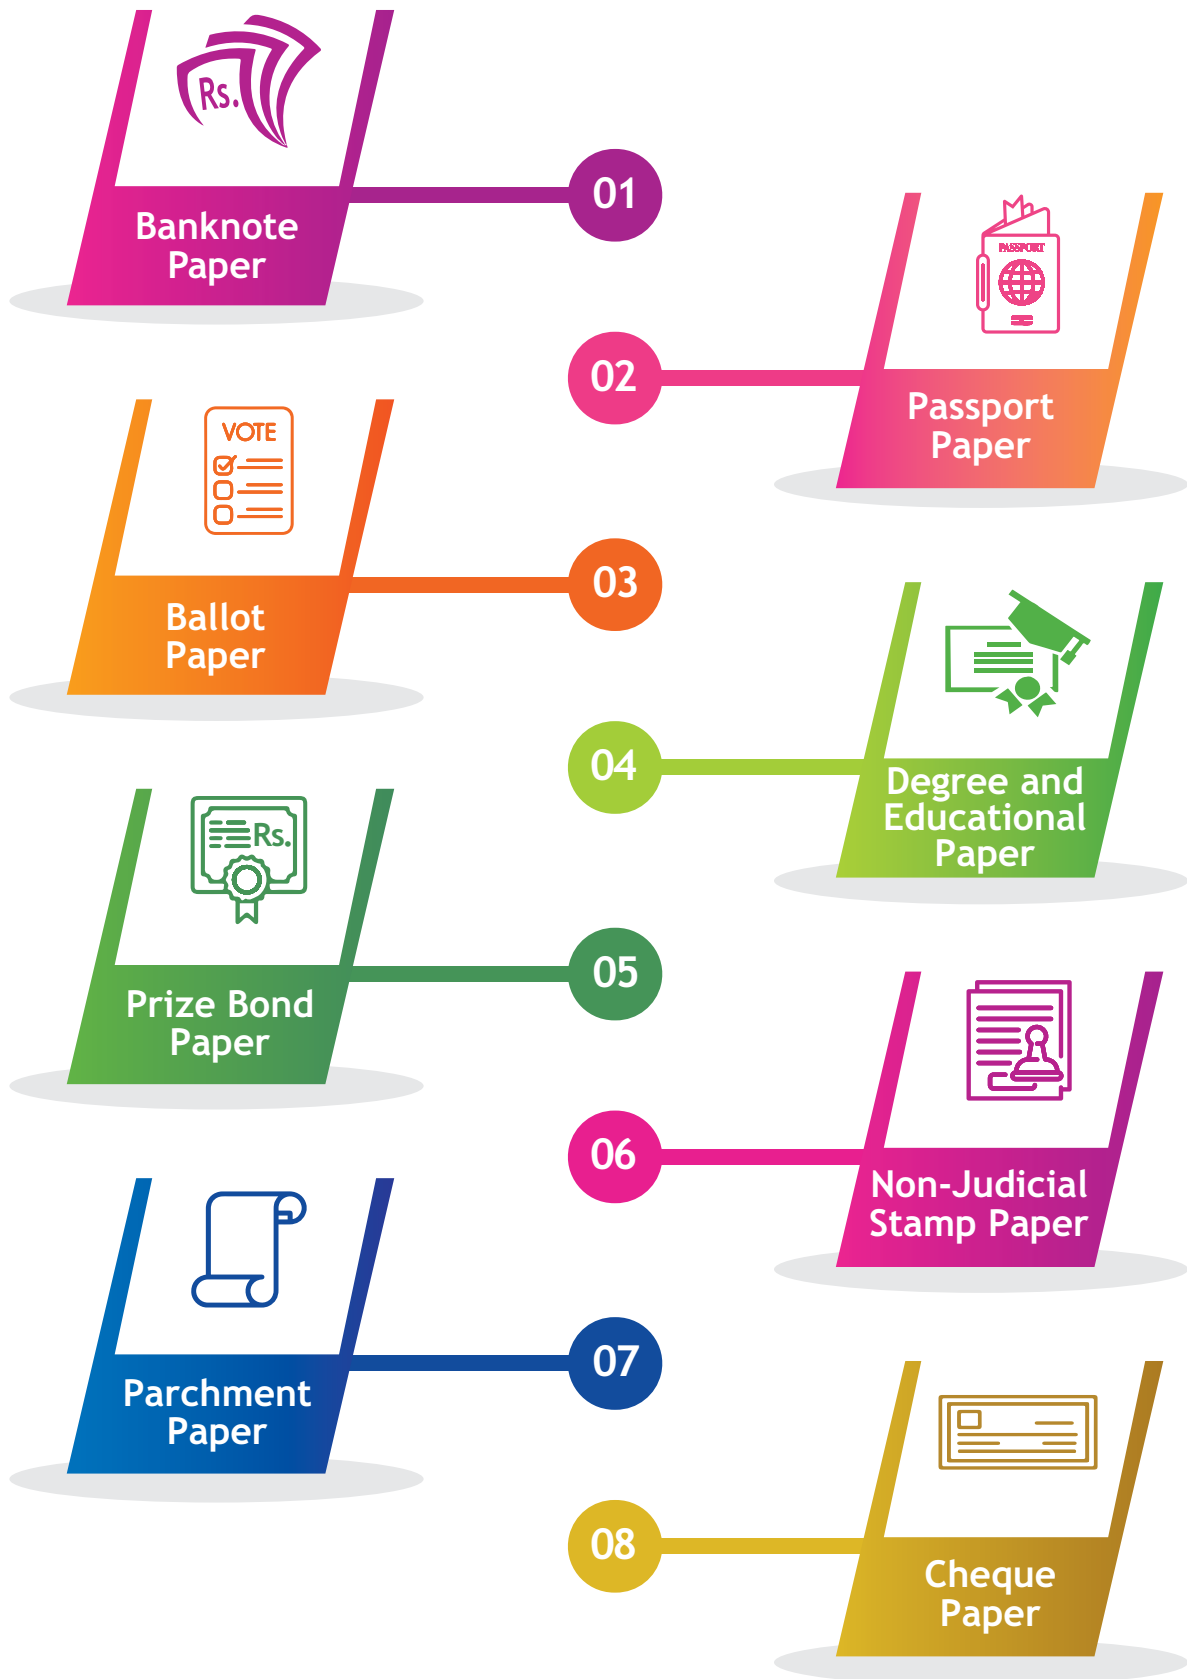 Rs.
Banknote
Paper
01
PASSPORT
02
Passport
Paper
VOTE
Ballot
Paper
03
04
Degree and
Educational
Paper
Rs.
Prize Bond
Paper
05
06
Non-Judicial
Stamp Paper
Parchment
Paper
07
08
Cheque
Paper